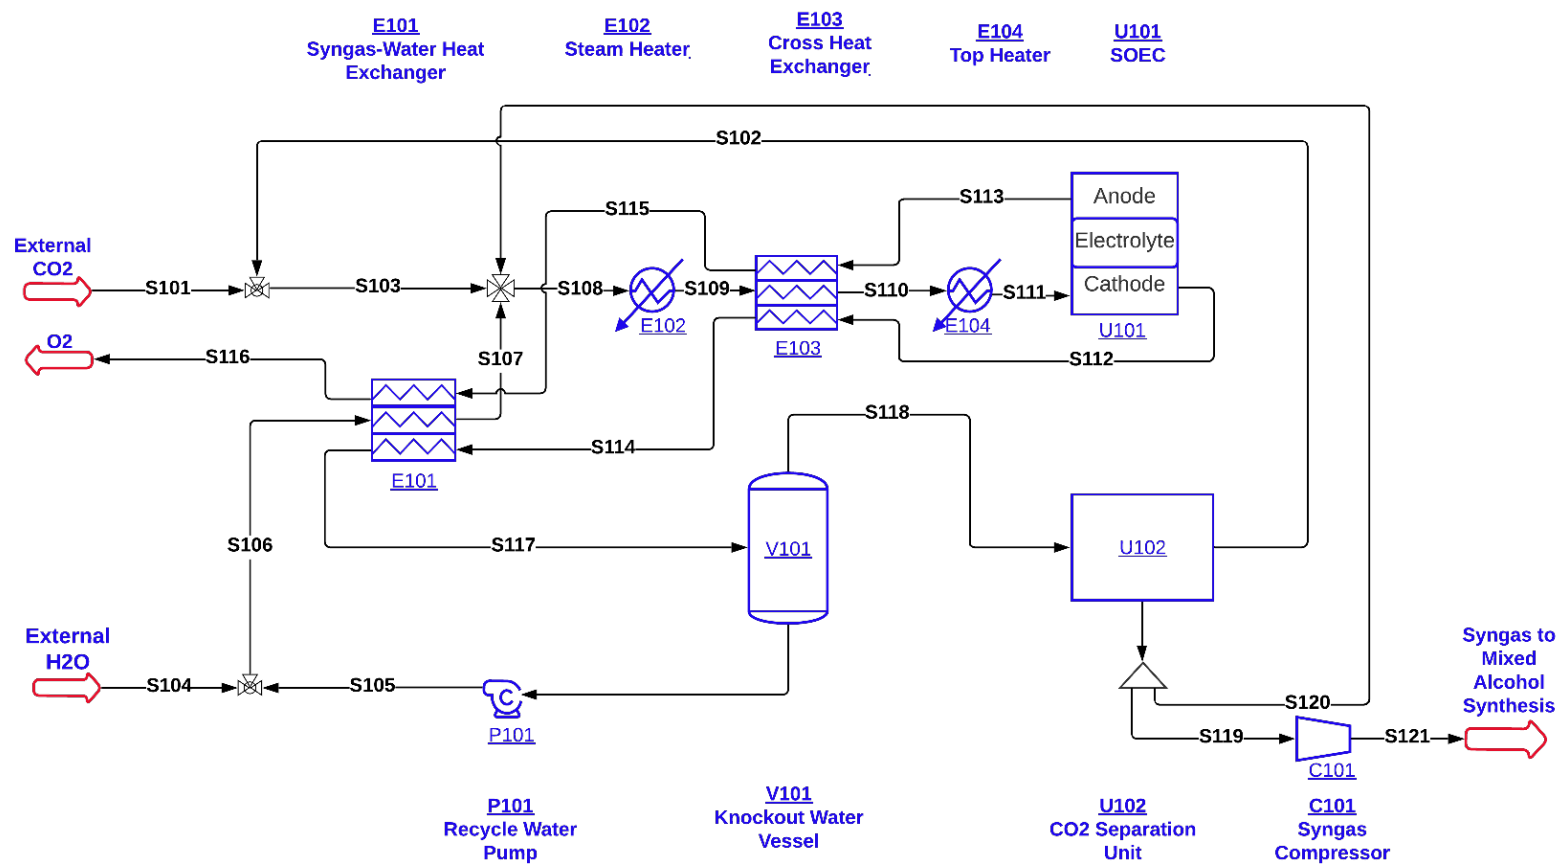 E101
Syngas-Water Heat
Exchanger
E102
Steam Heater
E103
Cross Heat
Exchanger
E104
Top Heater
U101
SOEC
S102
S113
Anode
Electrolyte
Cathode
U101
S115
External
CO2
S101
S103
S108
E102
S109
E103
S110
E104
S111
S112
O2
S116
S107
E101
S114
S118
S106
S117
V101
U102
External
H2O
S104
S105
C
P101
S120
S119
C101
S121
Syngas to
Mixed
Alcohol
Synthesis
P101
Recycle Water
Pump
V101
Knockout Water
Vessel
U102
CO2 Separation
Unit
C101
Syngas
Compressor